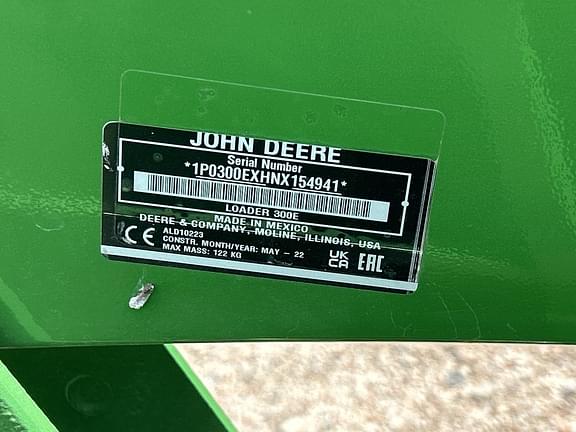 JOHN DEERE
Serial Number
*1P0300EXHNX154941*
LOADER 300E
MADE IN MEXICO
DEERE & COMPANY, MOLINE, ILLINOIS, USA
ALD10223
CONSTR. MONTH/YEAR: MAY - 22
MAX MASS: 122 KG
CE
UK
CA
EAC